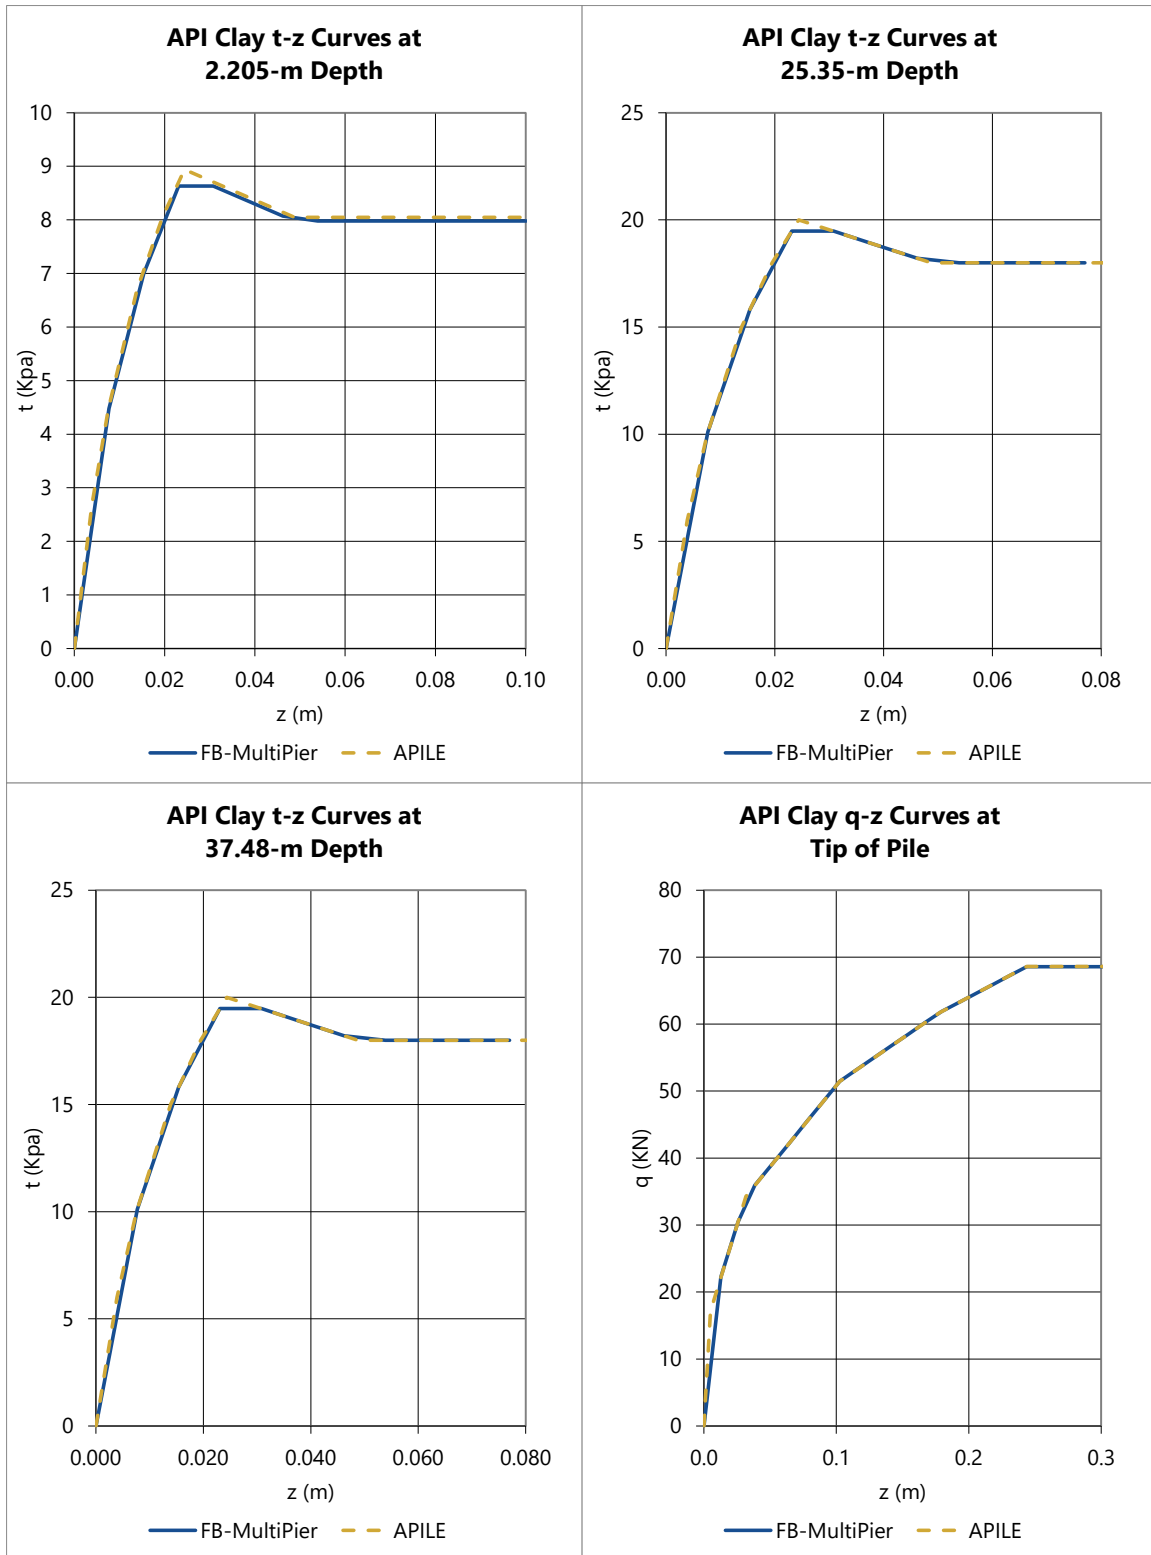 API Clay t-z Curves at
2.205-m Depth
10
9
8
7
6
5
4
3
2
1
0
t (Kpa)
0.00 0.02 0.04 0.06 0.08 0.10
z (m)
FB-MultiPier APILE
API Clay t-z Curves at
25.35-m Depth
25
20
15
10
5
0
t (Kpa)
0.00 0.02 0.04 0.06 0.08
z (m)
FB-MultiPier APILE
API Clay t-z Curves at
37.48-m Depth
25
20
15
10
5
0
t (Kpa)
0.000 0.020 0.040 0.060 0.080
z (m)
FB-MultiPier APILE
API Clay q-z Curves at
Tip of Pile
80
70
60
50
40
30
20
10
0
q (KN)
0.0 0.1 0.2 0.3
z (m)
FB-MultiPier APILE